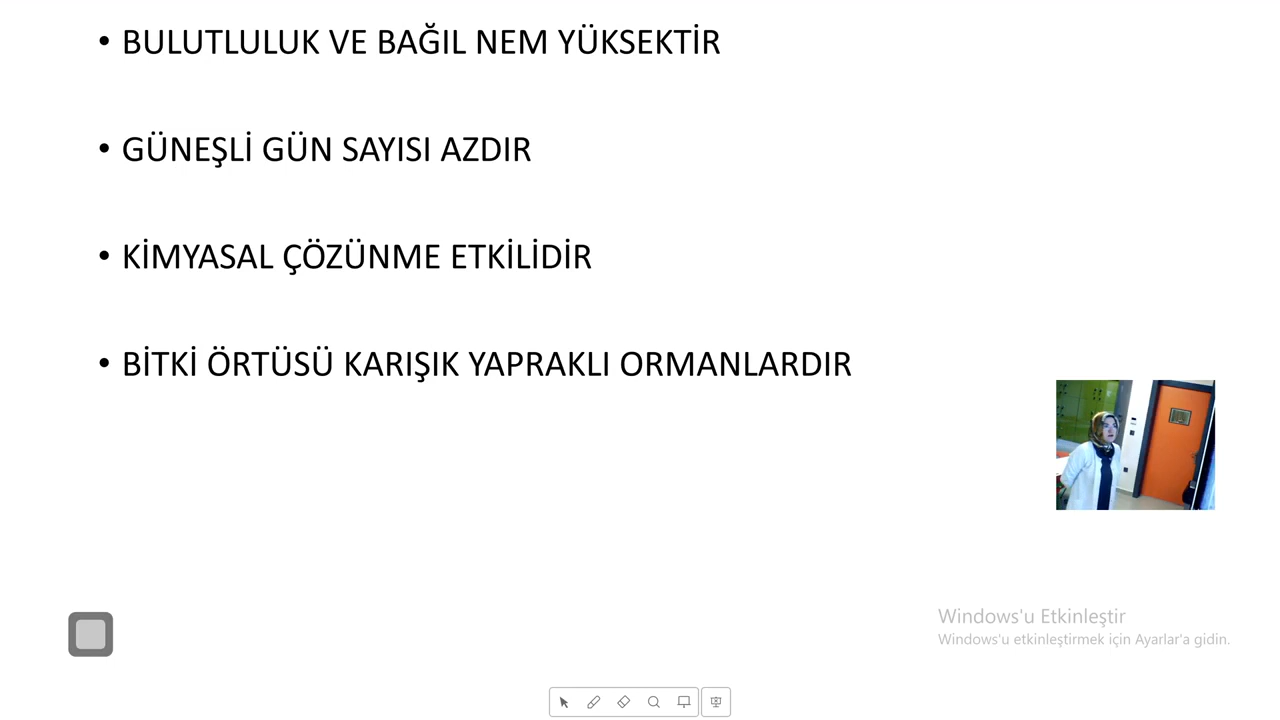 • BULUTLULUK VE BAĞIL NEM YÜKSEKTİR
• GÜNEŞLİ GÜN SAYISI AZDIR
• KİMYASAL ÇÖZÜNME ETKİLİDİR
• BİTKİ ÖRTÜSÜ KARIŞIK YAPRAKLI ORMANLARDIR
Windows'u Etkinleştir
Windows'u etkinleştirmek için Ayarlar'a gidin.